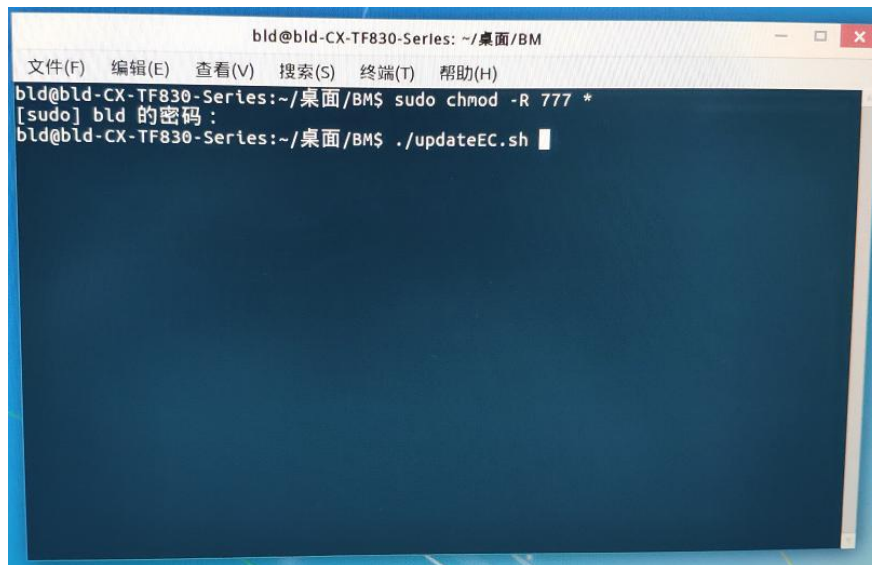 bld@bld-CX-TF830-Series: ~/桌面/BM
文件(F) 编辑(E) 查看(V) 搜索(S) 终端(T) 帮助(H)
bld@bld-CX-TF830-Series:~/桌面/BM$ sudo chmod -R 777 *
[sudo] bld 的密码：
bld@bld-CX-TF830-Series:~/桌面/BM$ ./updateEC.sh